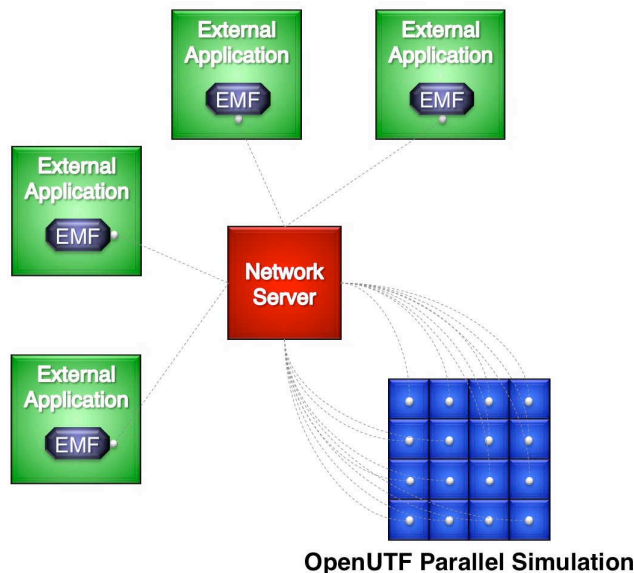 External
Application
EMF
External
Application
EMF
External
Application
EMF
Network
Server
External
Application
EMF
OpenUTF Parallel Simulation